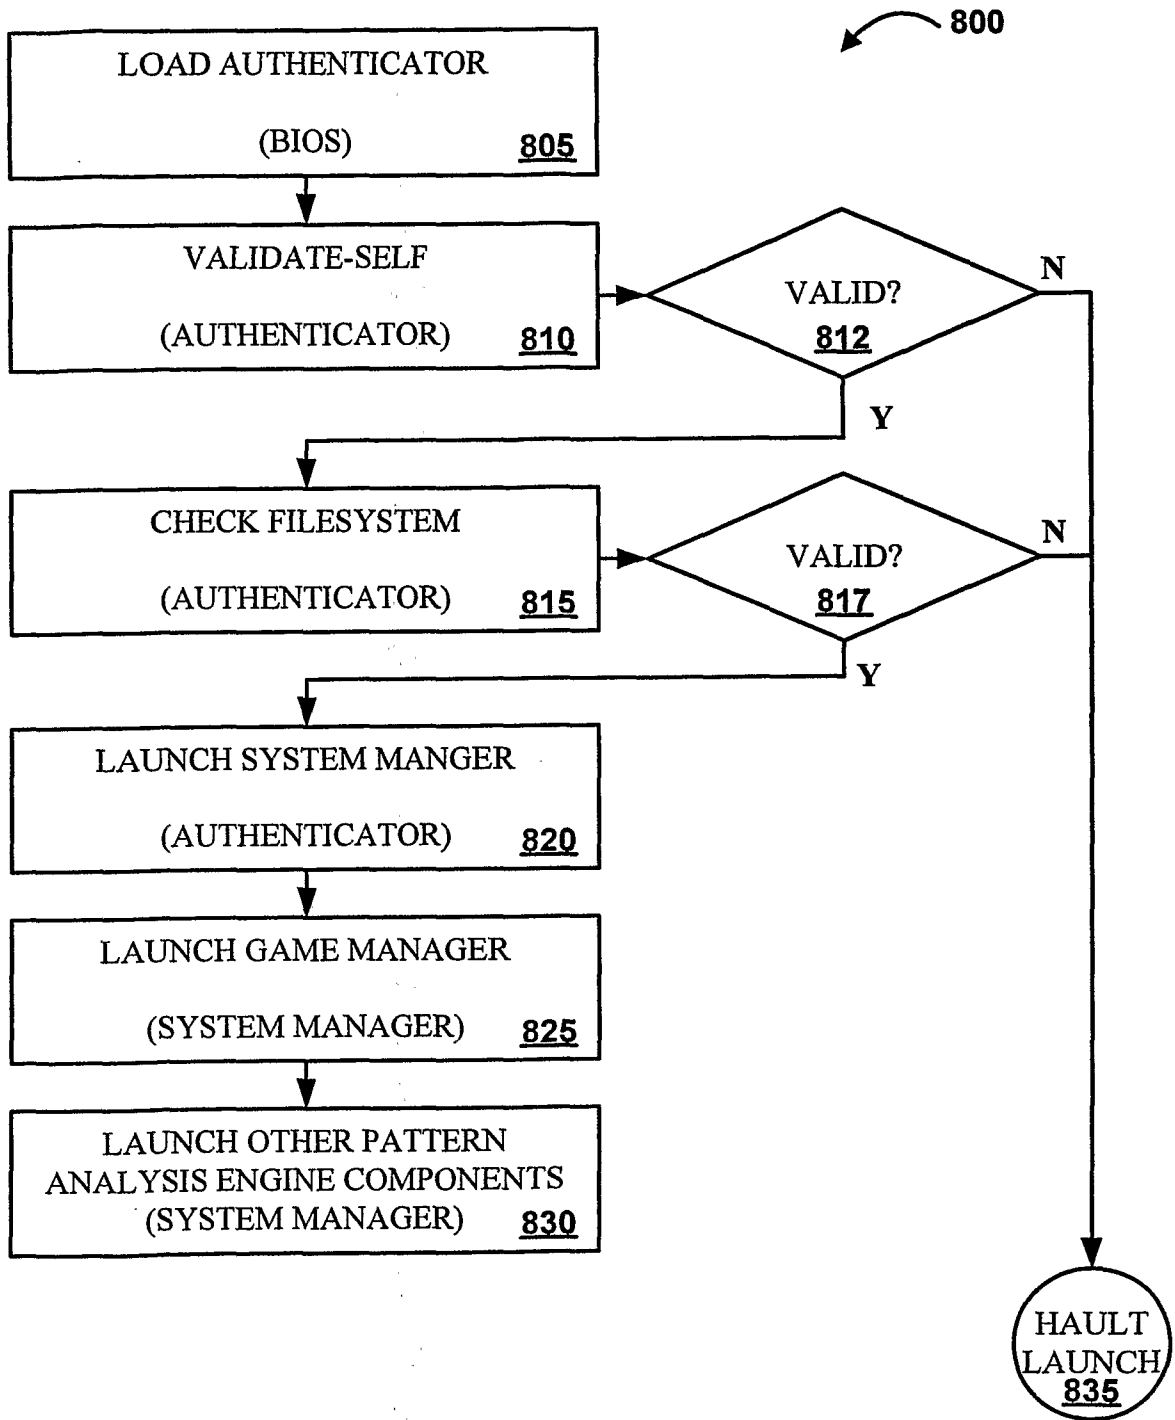 800
LOAD AUTHENTICATOR
(BIOS) 805
VALIDATE-SELF
(AUTHENTICATOR) 810
VALID?
812
N
Y
CHECK FILESYSTEM
(AUTHENTICATOR) 815
VALID?
817
N
Y
LAUNCH SYSTEM MANGER
(AUTHENTICATOR) 820
LAUNCH GAME MANAGER
(SYSTEM MANAGER) 825
LAUNCH OTHER PATTERN
ANALYSIS ENGINE COMPONENTS
(SYSTEM MANAGER) 830
HAULT
LAUNCH
835